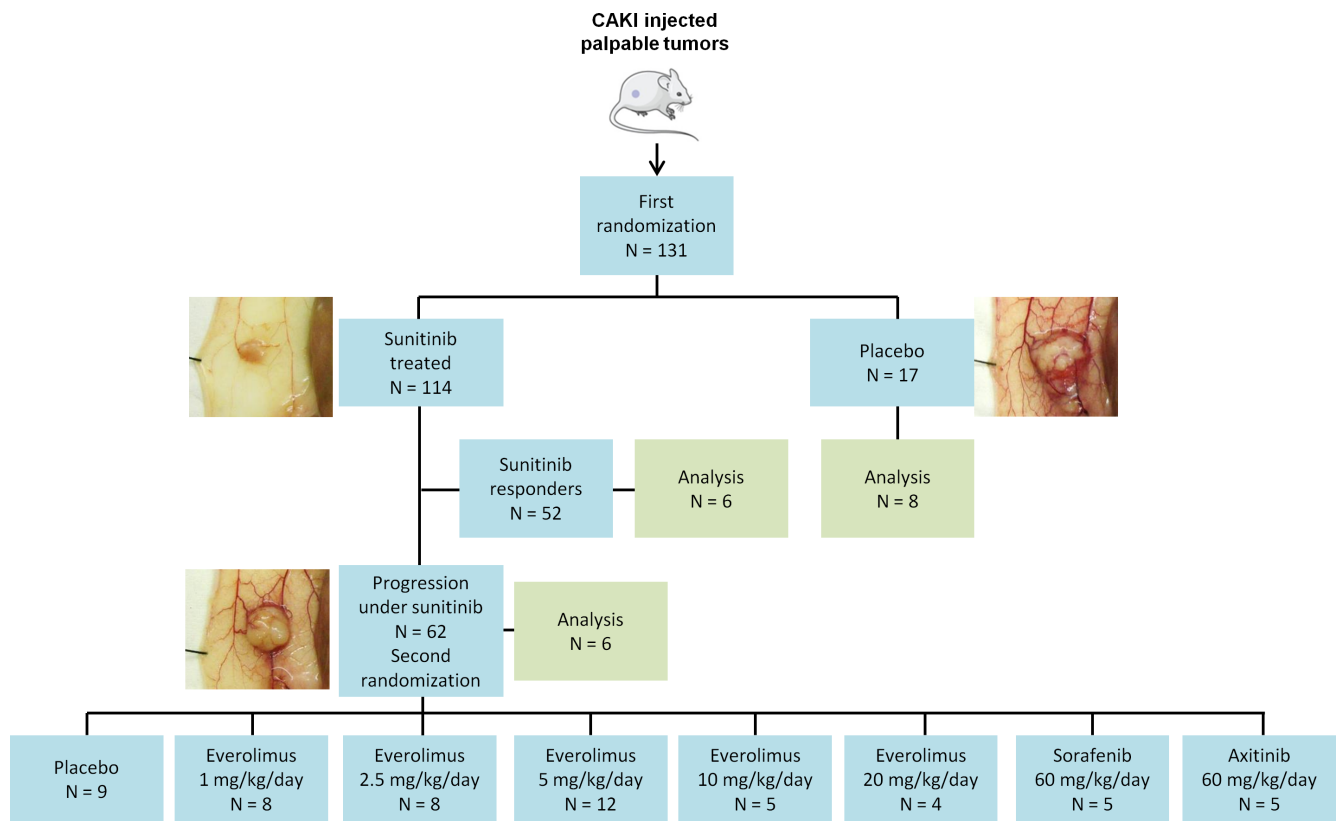 CAKI injected
palpable tumors
First
randomization
N = 131
Sunitinib
treated
N = 114
Placebo
N = 17
Sunitinib
responders
N = 52
Analysis
N = 6
Analysis
N = 8
Progression
under sunitinib
N = 62
Second
randomization
Analysis
N = 6
Placebo
N = 9
Everolimus
1 mg/kg/day
N = 8
Everolimus
2.5 mg/kg/day
N = 8
Everolimus
5 mg/kg/day
N = 12
Everolimus
10 mg/kg/day
N = 5
Everolimus
20 mg/kg/day
N = 4
Sorafenib
60 mg/kg/day
N = 5
Axitinib
60 mg/kg/day
N = 5